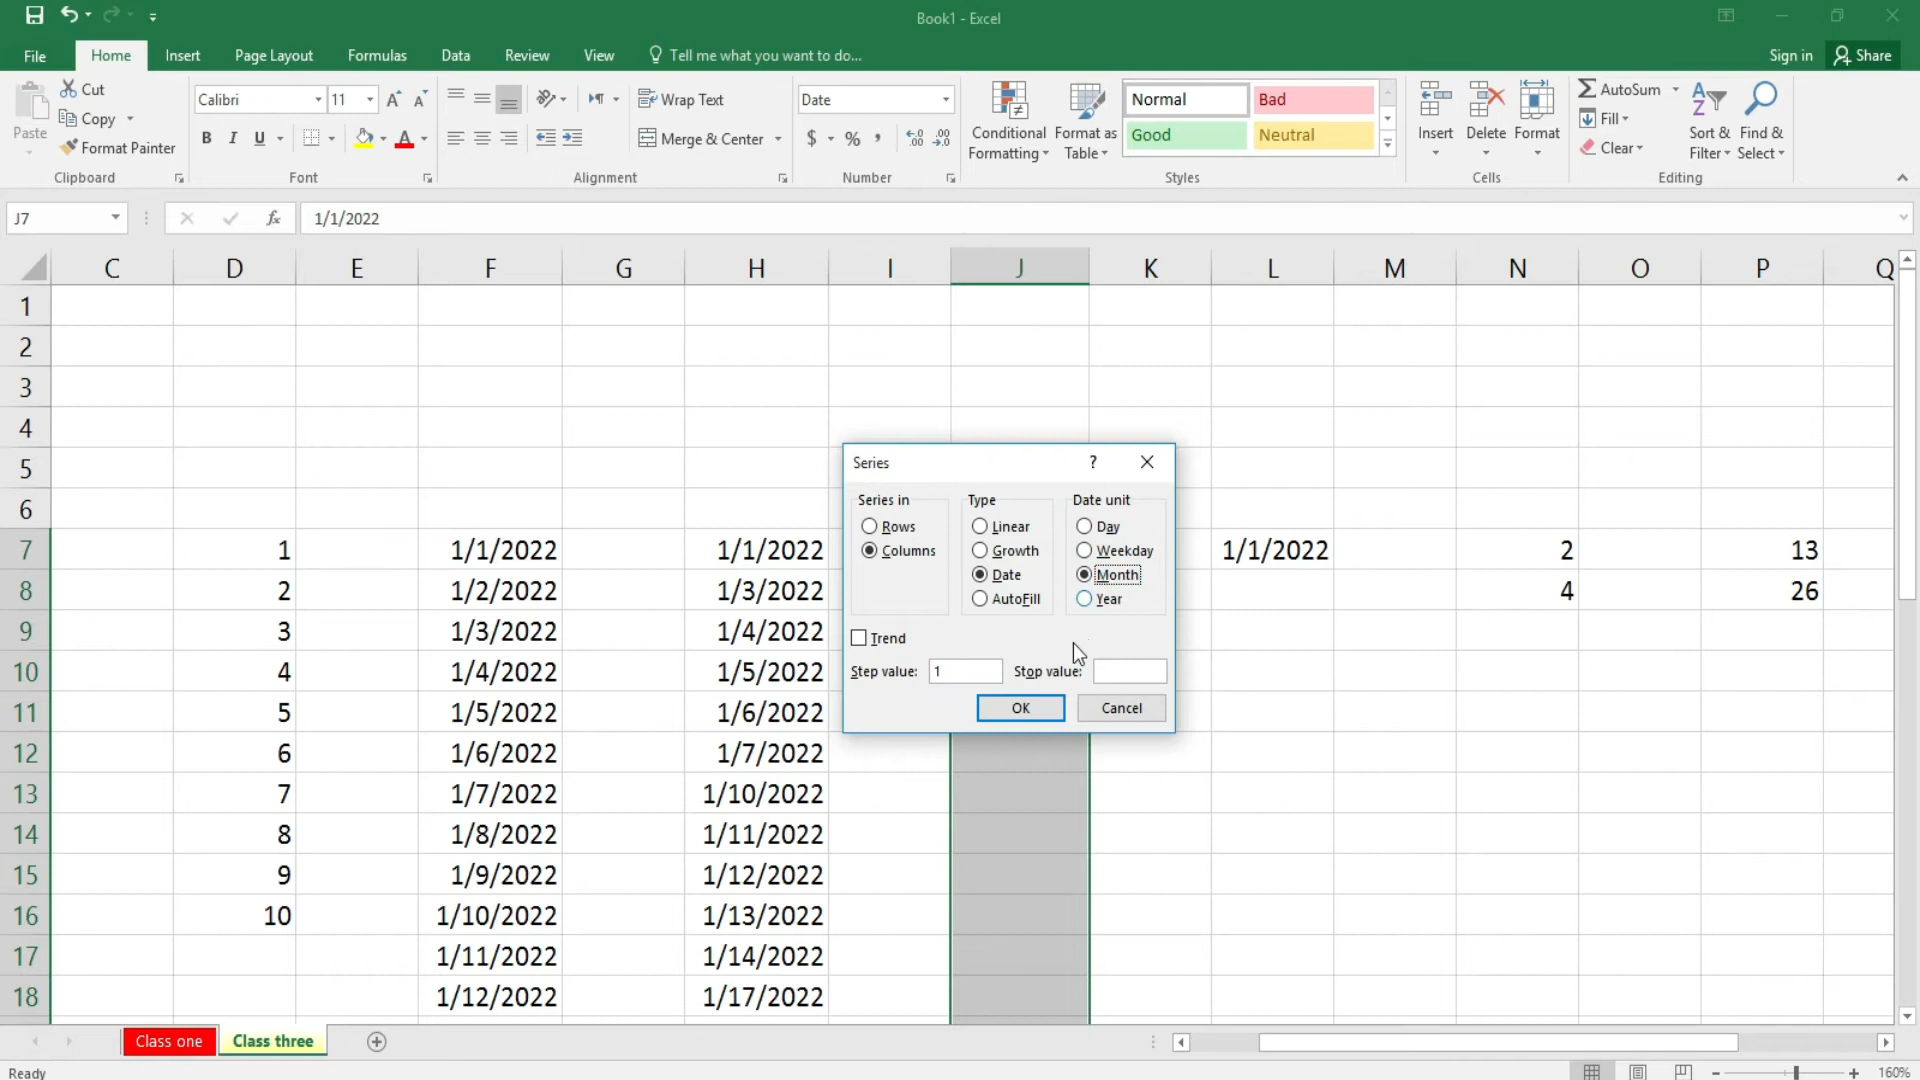 Book1 - Excel
File Home Insert Page Layout Formulas Data Review View Tell me what you want to do... Sign in Share
Paste
Cut
Copy
Format Painter
Clipboard
Calibri 11 A A
B I U A
Font
Wrap Text
Merge & Center
Alignment
Date
$ % , .0 .00 .00 .0
Number
Conditional Formatting
Format as Table
Normal Bad
Good Neutral
Styles
Insert Delete Format
Cells
AutoSum
Fill
Clear
Sort & Filter
Find & Select
Editing
J7 fx 1/1/2022
C D E F G H I J K L M N O P Q
1
2
3
4
5
6
7 1 1/1/2022 1/1/2022 1/1/2022 2 13
8 2 1/2/2022 1/3/2022 4 26
9 3 1/3/2022 1/4/2022
10 4 1/4/2022 1/5/2022
11 5 1/5/2022 1/6/2022
12 6 1/6/2022 1/7/2022
13 7 1/7/2022 1/10/2022
14 8 1/8/2022 1/11/2022
15 9 1/9/2022 1/12/2022
16 10 1/10/2022 1/13/2022
17 1/11/2022 1/14/2022
18 1/12/2022 1/17/2022
Series ?
Series in Type Date unit
Rows Linear Day
Columns Growth Weekday
Date Month
AutoFill Year
Trend
Step value: 1 Stop value:
OK Cancel
Class one Class three
Ready 160%